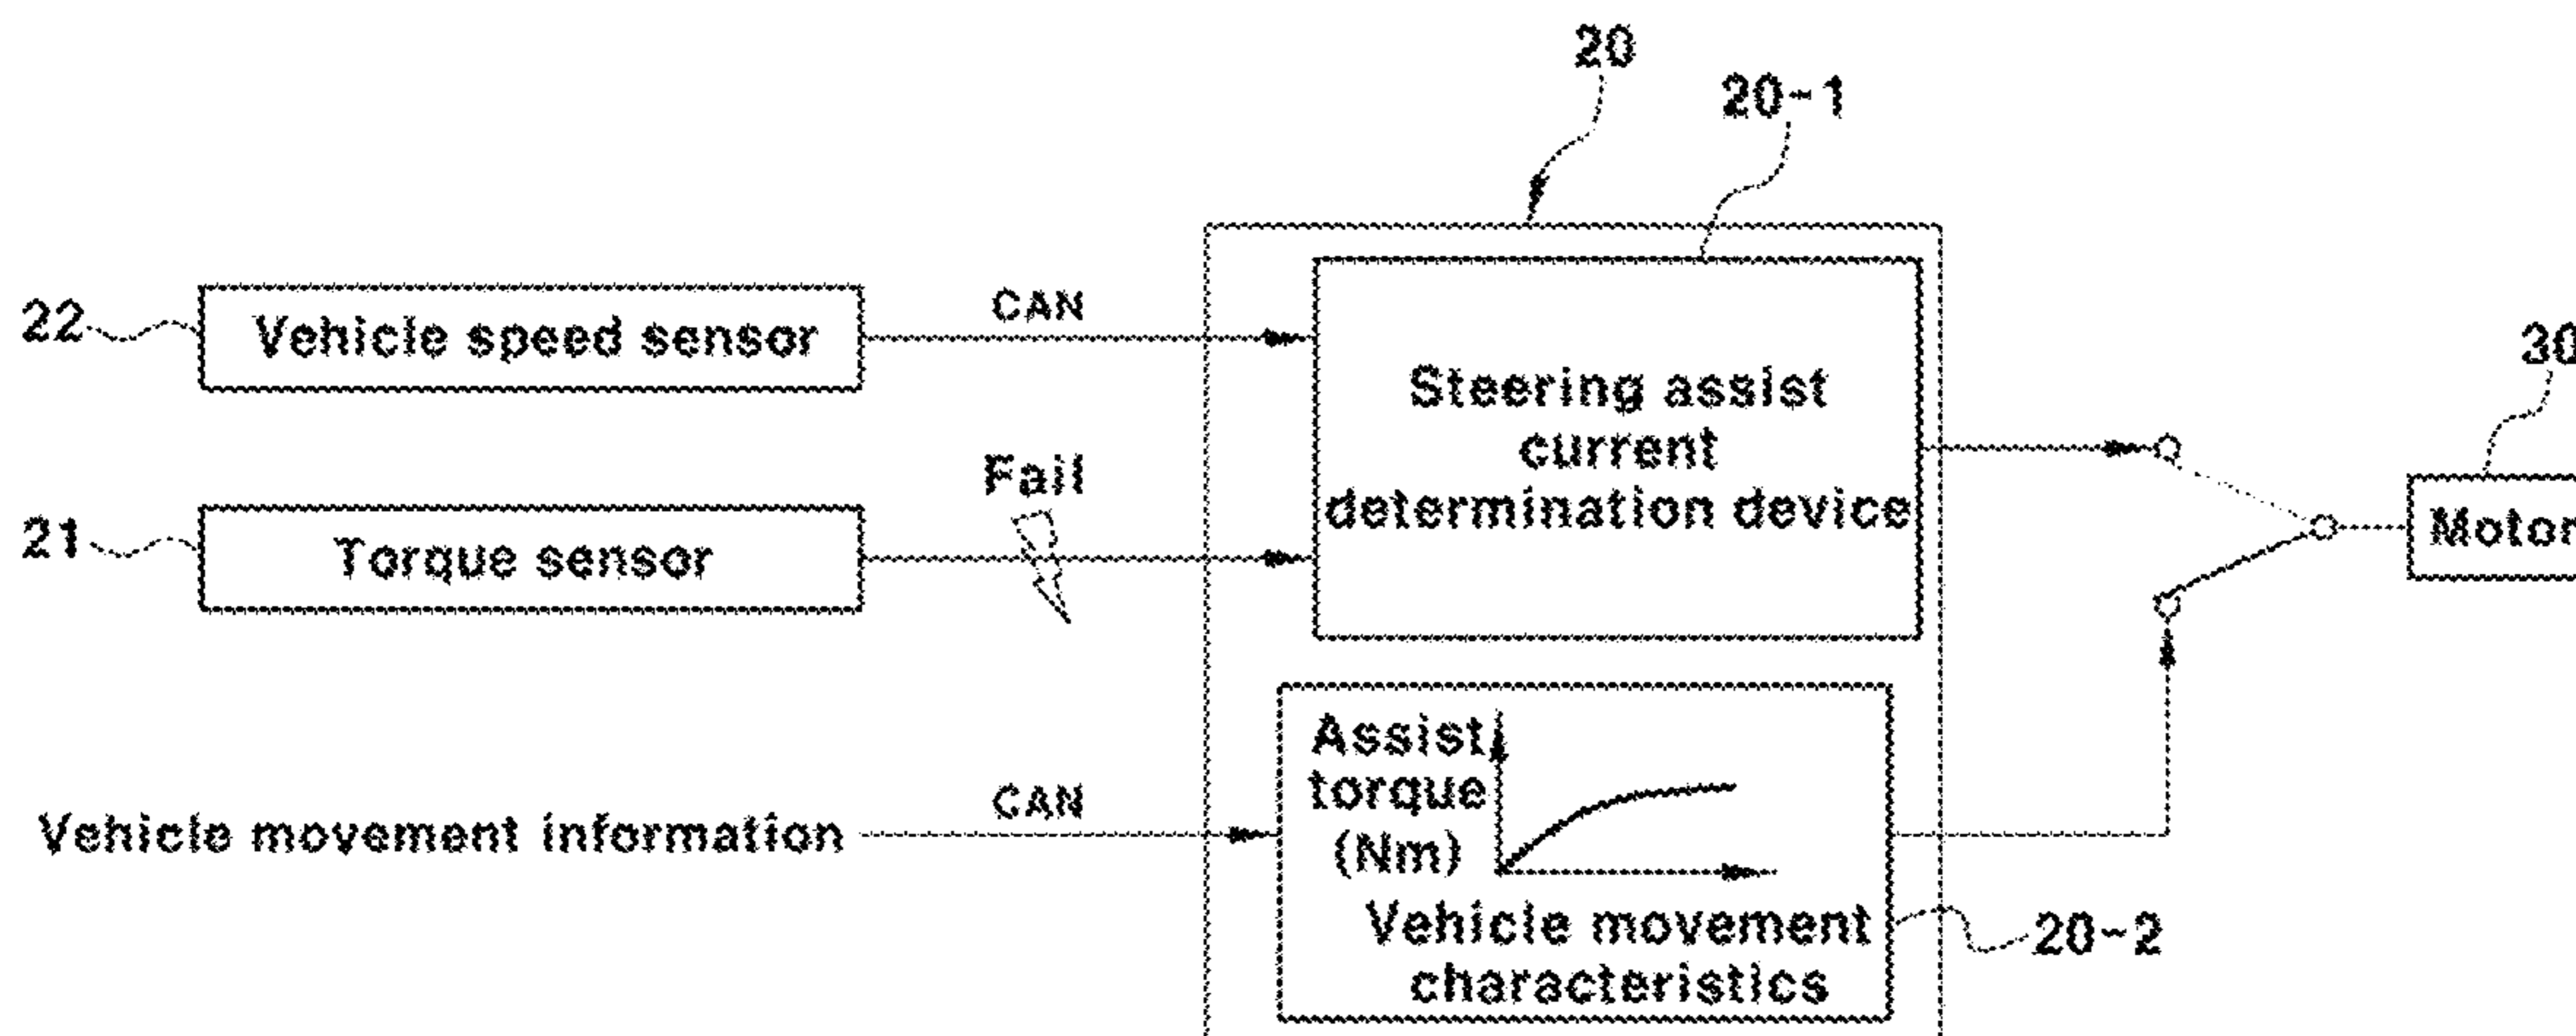 20
20-1
22
Vehicle speed sensor
CAN
Steering assist
current
determination device
30
Fail
21
Torque sensor
Motor
Vehicle movement information
CAN
Assist
torque
(Nm)
Vehicle movement
characteristics
20-2